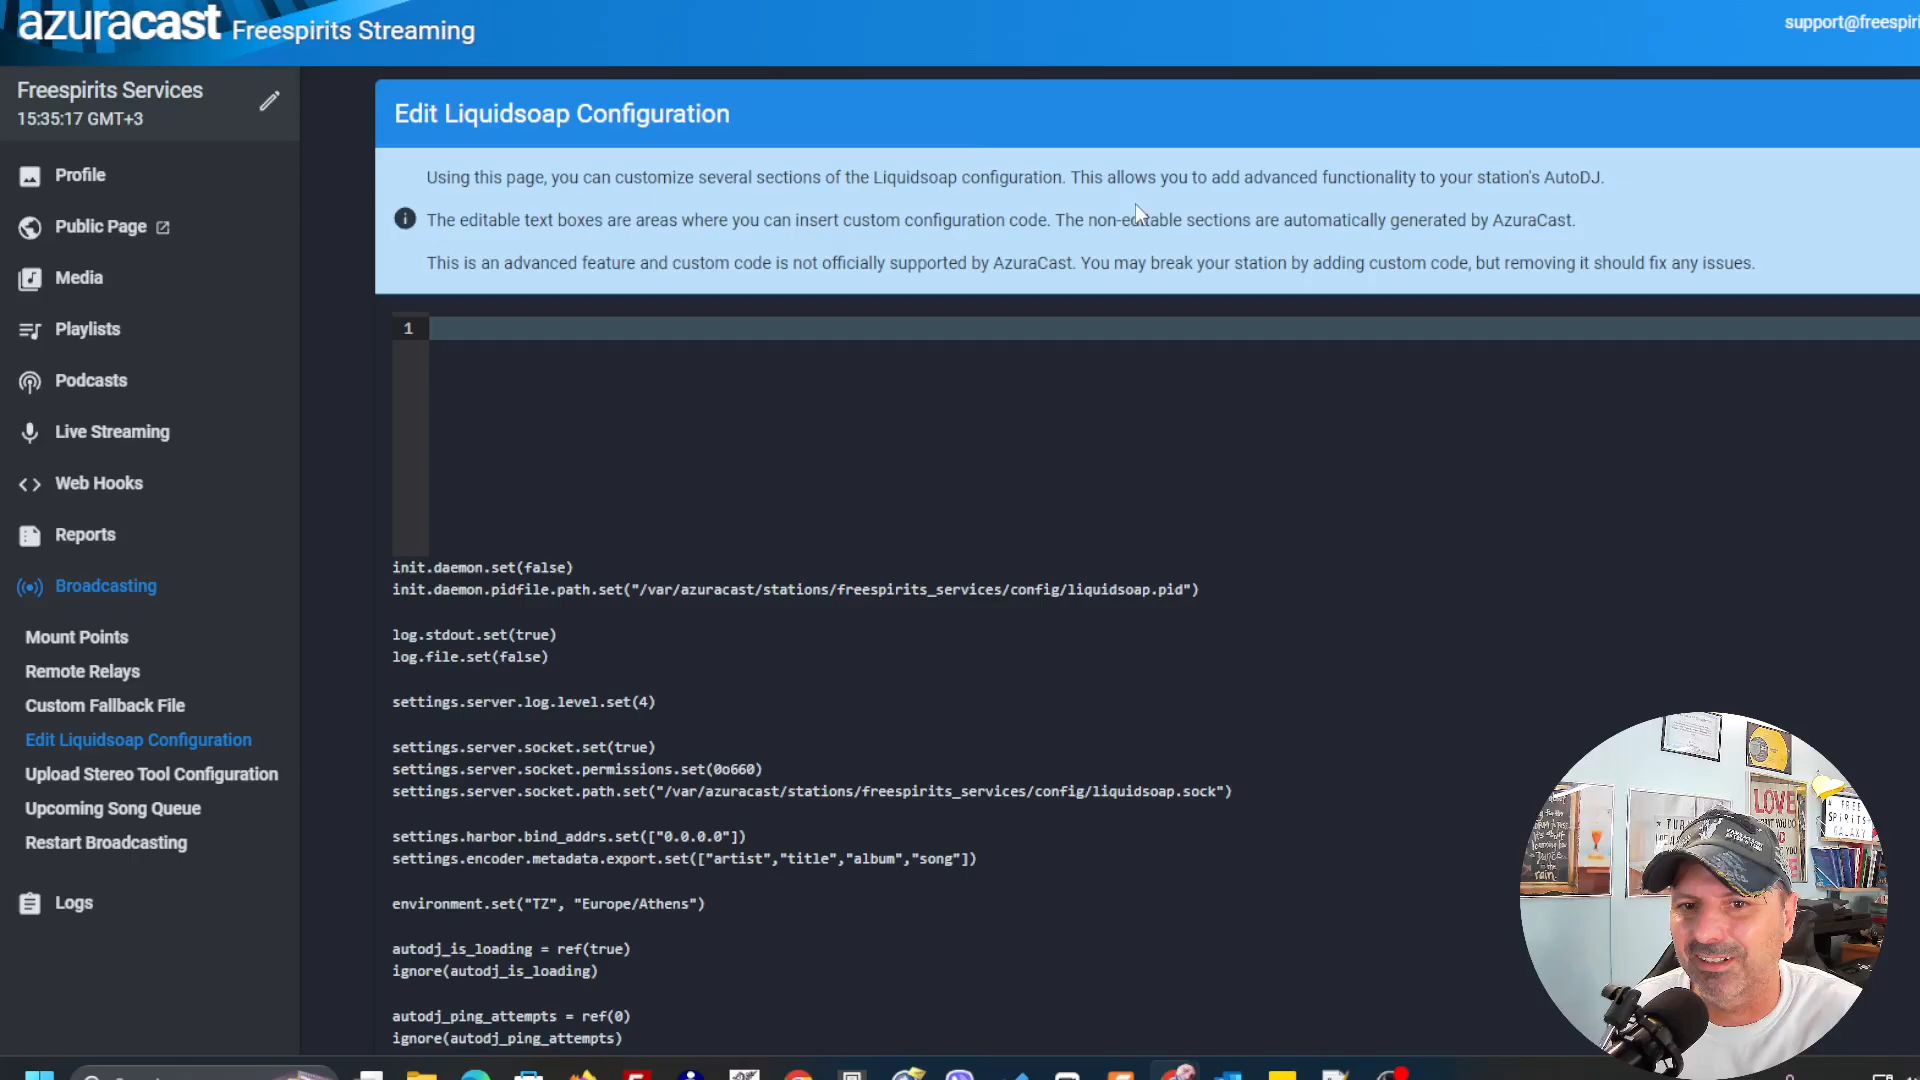 azuracast Freespirits Streaming
support@freespiri
Freespirits Services
15:35:17 GMT+3
Profile
Public Page
Media
Playlists
Podcasts
Live Streaming
Web Hooks
Reports
Broadcasting
Mount Points
Remote Relays
Custom Fallback File
Edit Liquidsoap Configuration
Upload Stereo Tool Configuration
Upcoming Song Queue
Restart Broadcasting
Logs
Edit Liquidsoap Configuration
Using this page, you can customize several sections of the Liquidsoap configuration. This allows you to add advanced functionality to your station's AutoDJ.
The editable text boxes are areas where you can insert custom configuration code. The non-editable sections are automatically generated by AzuraCast.
This is an advanced feature and custom code is not officially supported by AzuraCast. You may break your station by adding custom code, but removing it should fix any issues.
1
init.daemon.set(false)
init.daemon.pidfile.path.set("/var/azuracast/stations/freespirits_services/config/liquidsoap.pid")
log.stdout.set(true)
log.file.set(false)
settings.server.log.level.set(4)
settings.server.socket.set(true)
settings.server.socket.permissions.set(0o660)
settings.server.socket.path.set("/var/azuracast/stations/freespirits_services/config/liquidsoap.sock")
settings.harbor.bind_addrs.set(["0.0.0.0"])
settings.encoder.metadata.export.set(["artist","title","album","song"])
environment.set("TZ", "Europe/Athens")
autodj_is_loading = ref(true)
ignore(autodj_is_loading)
autodj_ping_attempts = ref(0)
ignore(autodj_ping_attempts)
LOVE
A FREE
SPIRITS
GALAXY
rain.